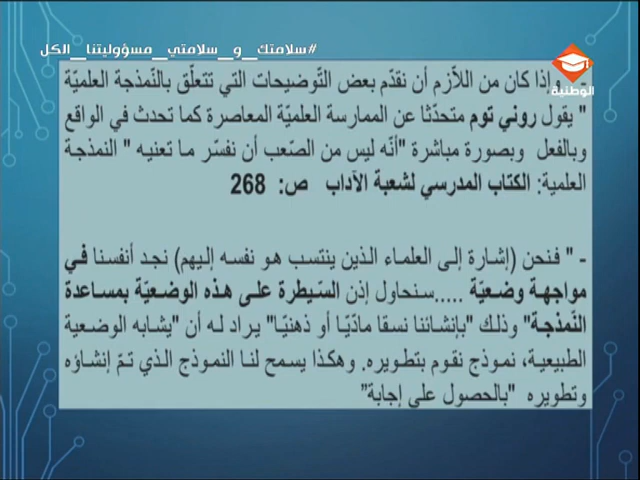 #سلامتك_و_سلامتي_مسؤوليتنا_الكل
الوطنية
- وإذا كان من اللاّزم أن نقدّم بعض التّوضيحات التي تتعلّق بالنّمذجة العلميّة
" يقول روني توم متحدّثا عن الممارسة العلميّة المعاصرة كما تحدث في الواقع
وبالفعل وبصورة مباشرة "أنّه ليس من الصّعب أن نفسّر ما تعنيه " النمذجة
العلمية: الكتاب المدرسي لشعبة الآداب ص: 268
- " فنحن (إشارة إلى العلماء الذين ينتسب هو نفسه إليهم) نجد أنفسنا في
مواجهة وضعيّة .....سنحاول إذن السّيطرة على هذه الوضعيّة بمساعدة
النّمذجة" وذلك "بإنشائنا نسقا مادّيّا أو ذهنيّا" يراد له أن "يشابه الوضعية
الطبيعية، نموذج نقوم بتطويره. وهكذا يسمح لنا النموذج الذي تمّ إنشاؤه
وتطويره "بالحصول على إجابة"